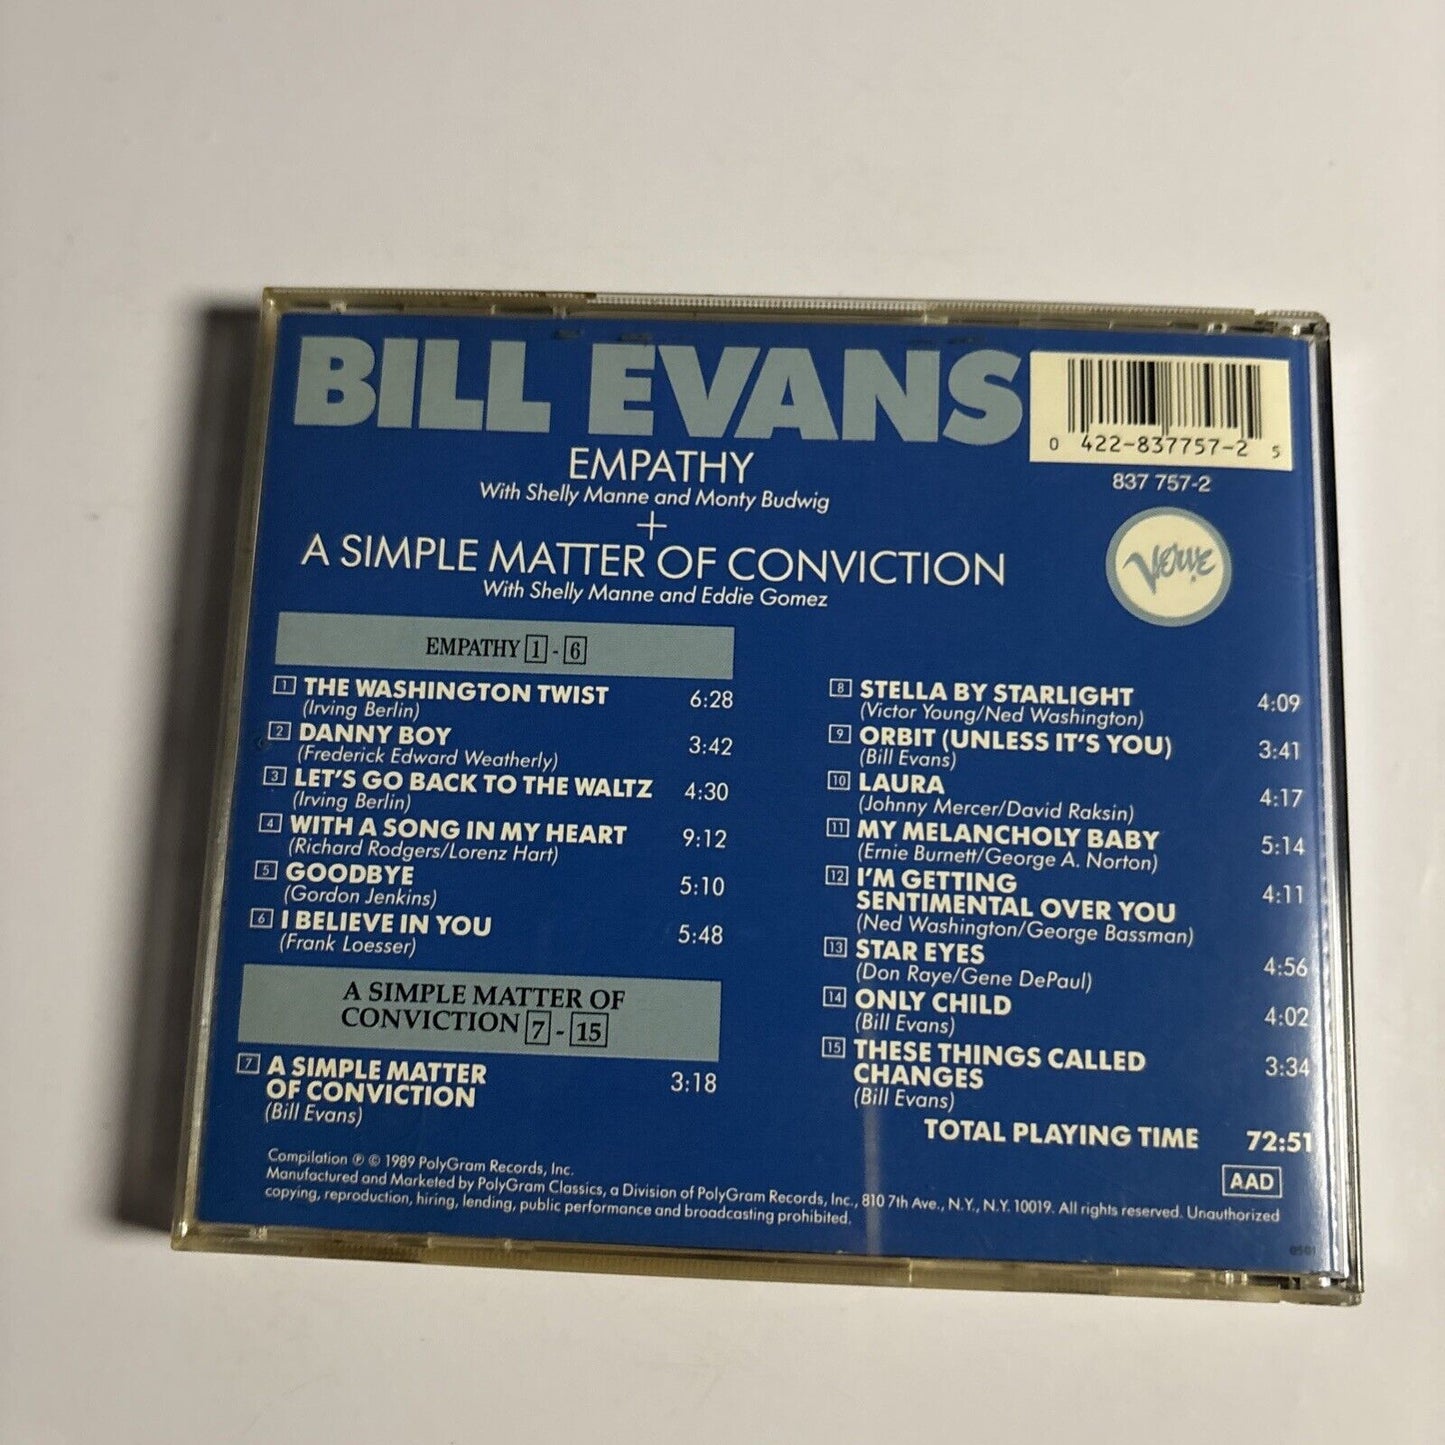 BILL EVANS
EMPATHY
With Shelly Manne and Monty Budwig
+
A SIMPLE MATTER OF CONVICTION
With Shelly Manne and Eddie Gomez
0 422-837757-2 5
837 757-2
VERVE
EMPATHY 1 - 6
1 THE WASHINGTON TWIST 6:28
(Irving Berlin)
2 DANNY BOY 3:42
(Frederick Edward Weatherly)
3 LET'S GO BACK TO THE WALTZ 4:30
(Irving Berlin)
4 WITH A SONG IN MY HEART 9:12
(Richard Rodgers/Lorenz Hart)
5 GOODBYE 5:10
(Gordon Jenkins)
6 I BELIEVE IN YOU 5:48
(Frank Loesser)
A SIMPLE MATTER OF
CONVICTION 7 - 15
7 A SIMPLE MATTER 3:18
OF CONVICTION
(Bill Evans)
8 STELLA BY STARLIGHT 4:09
(Victor Young/Ned Washington)
9 ORBIT (UNLESS IT'S YOU) 3:41
(Bill Evans)
10 LAURA 4:17
(Johnny Mercer/David Raksin)
11 MY MELANCHOLY BABY 5:14
(Ernie Burnett/George A. Norton)
12 I'M GETTING 4:11
SENTIMENTAL OVER YOU
(Ned Washington/George Bassman)
13 STAR EYES 4:56
(Don Raye/Gene DePaul)
14 ONLY CHILD 4:02
(Bill Evans)
15 THESE THINGS CALLED 3:34
CHANGES
(Bill Evans)
TOTAL PLAYING TIME 72:51
AAD
Compilation ℗ © 1989 PolyGram Records, Inc.
Manufactured and Marketed by PolyGram Classics, a Division of PolyGram Records, Inc., 810 7th Ave., N.Y., N.Y. 10019. All rights reserved. Unauthorized
copying, reproduction, hiring, lending, public performance and broadcasting prohibited.